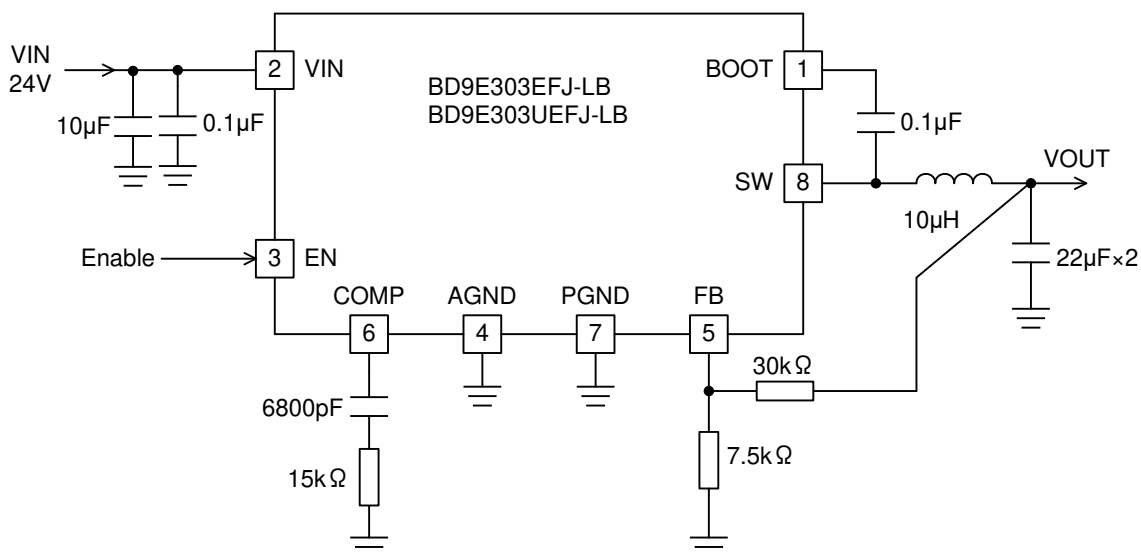 VIN
24V
10µF
0.1µF
2
VIN
BD9E303EFJ-LB
BD9E303UEFJ-LB
BOOT
1
0.1µF
SW
8
VOUT
10µH
22µF×2
Enable
3
EN
COMP
AGND
PGND
FB
6
4
7
5
30kΩ
6800pF
7.5kΩ
15kΩ